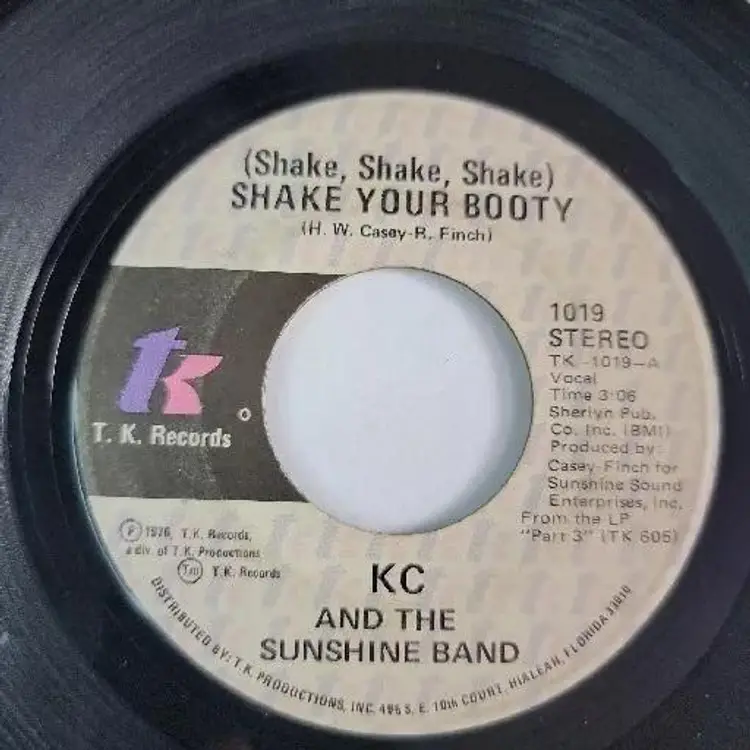 (Shake, Shake, Shake)
SHAKE YOUR BOOTY
(H. W. Casey-R. Finch)
1019
STEREO
TK -1019-A
Vocal
Time 3:06
Sherlyn Pub.
Co. Inc. (BMI)
Produced by:
Casey-Finch for
Sunshine Sound
Enterprises, Inc.
From the LP
"Part 3" (TK 605)
tk
T. K. Records
Ⓟ 1976, T.K. Records,
a div. of T.K. Productions
TM T.K. Records
KC
AND THE
SUNSHINE BAND
DISTRIBUTED BY: T.K. PRODUCTIONS, INC. 495 S. E. 10th COURT, HIALEAH, FLORIDA 33010